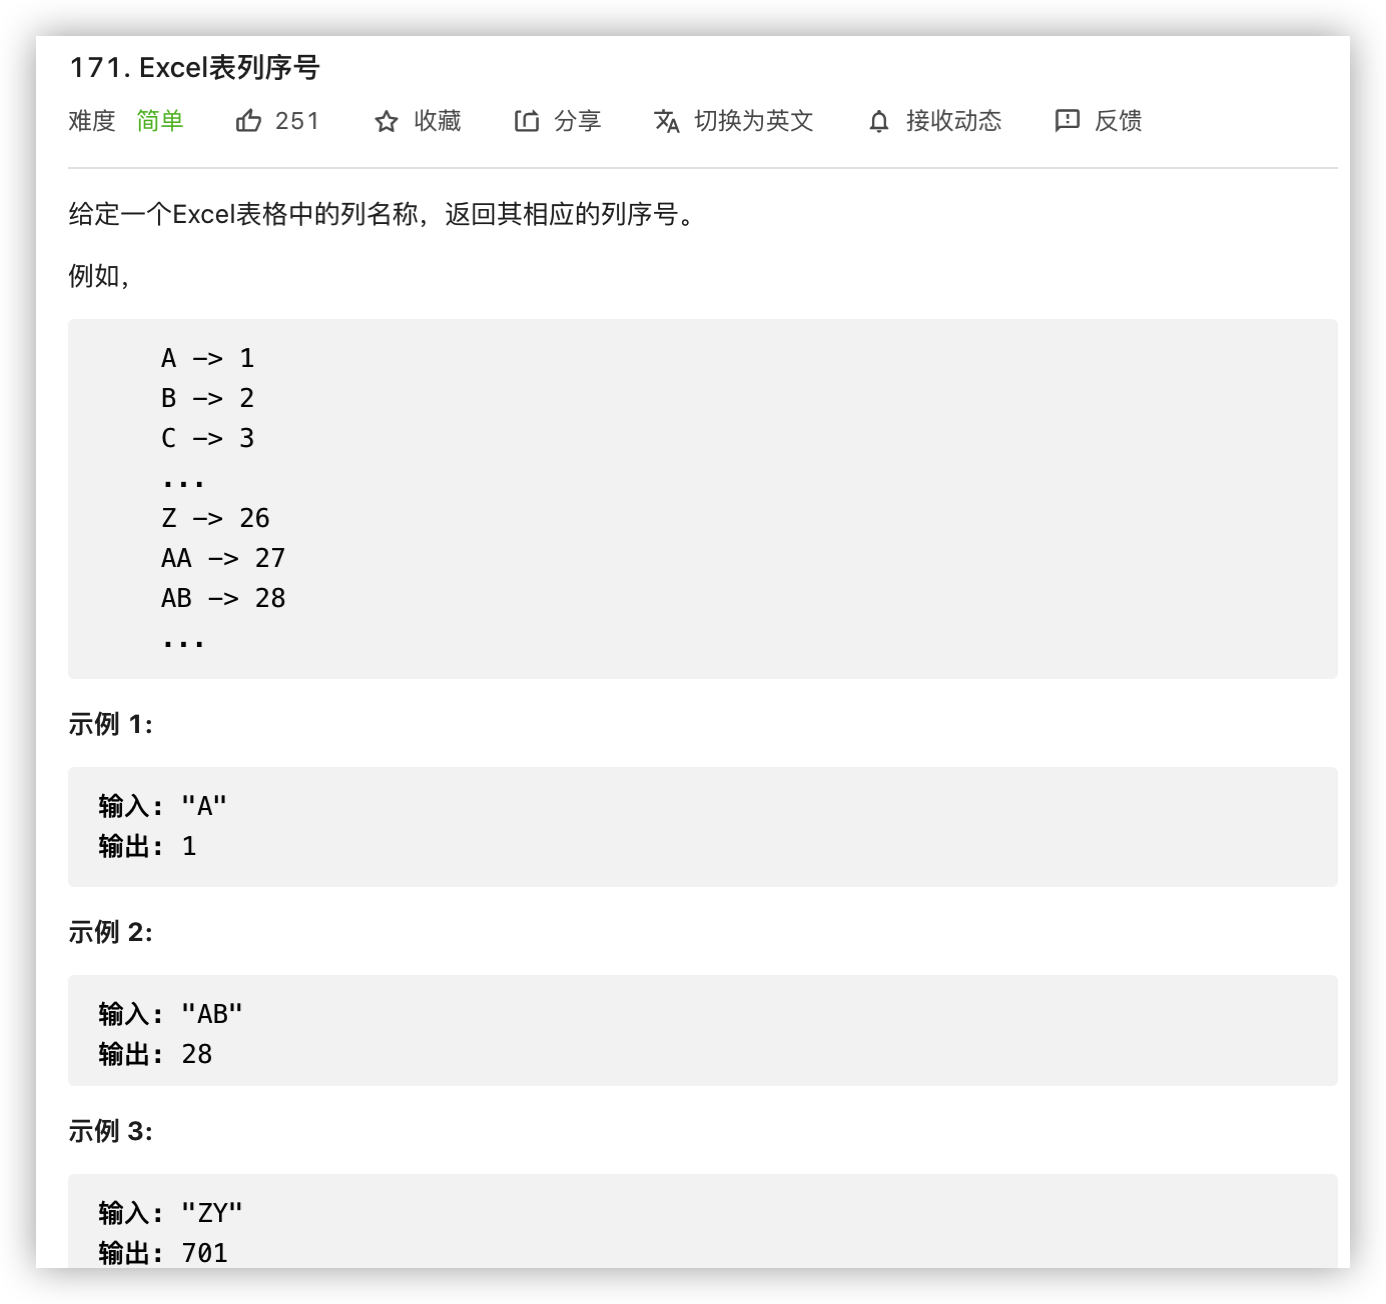 171. Excel表列序号
难度 简单 251 收藏 分享 切换为英文 接收动态 反馈
给定一个Excel表格中的列名称，返回其相应的列序号。
例如，
A -> 1
B -> 2
C -> 3
...
Z -> 26
AA -> 27
AB -> 28
...
示例 1:
输入: "A"
输出: 1
示例 2:
输入: "AB"
输出: 28
示例 3:
输入: "ZY"
输出: 701